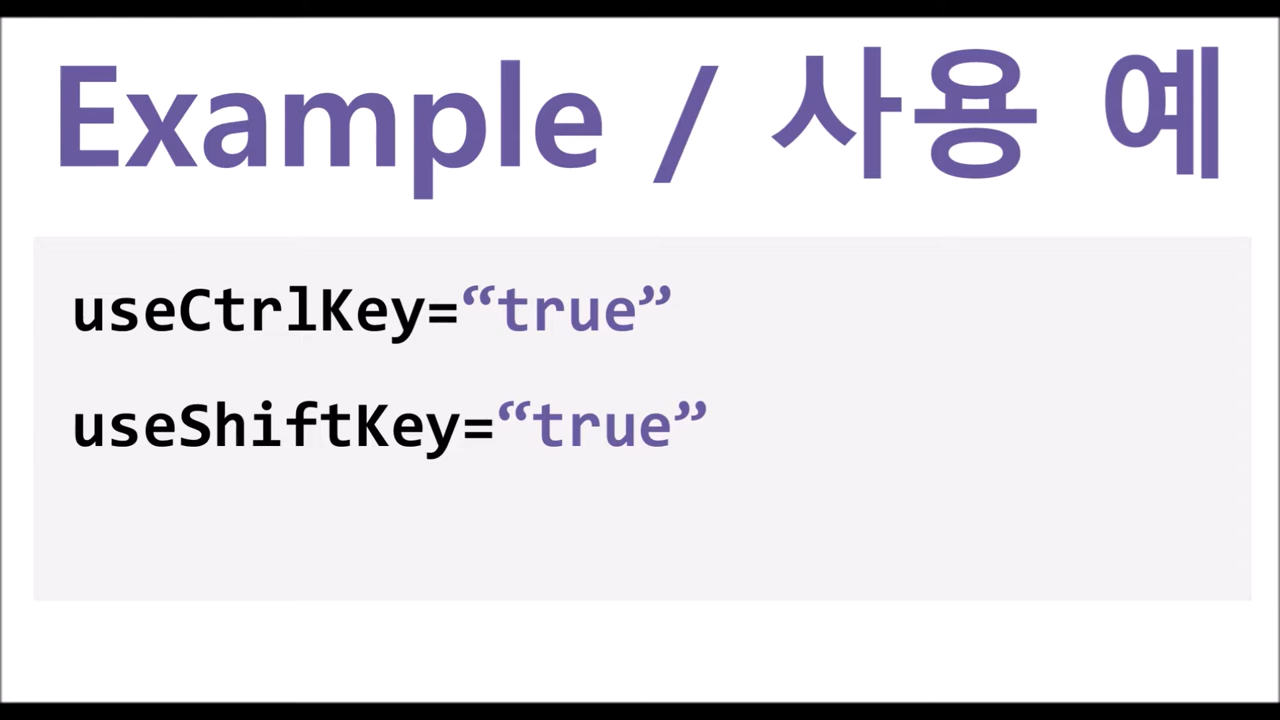 Example / 사용 예
useCtrlKey=“true”
useShiftKey=“true”